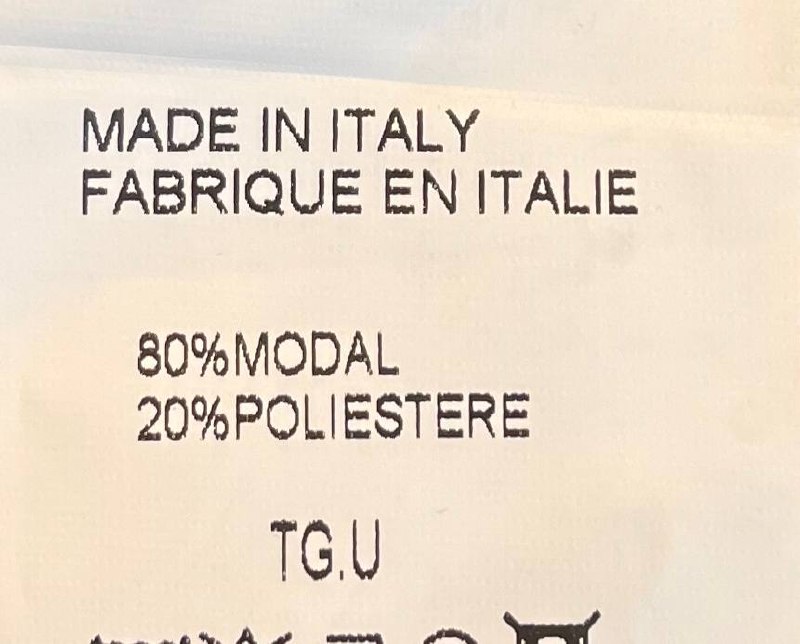 MADE IN ITALY
FABRIQUE EN ITALIE
80%MODAL
20%POLIESTERE
TG.U